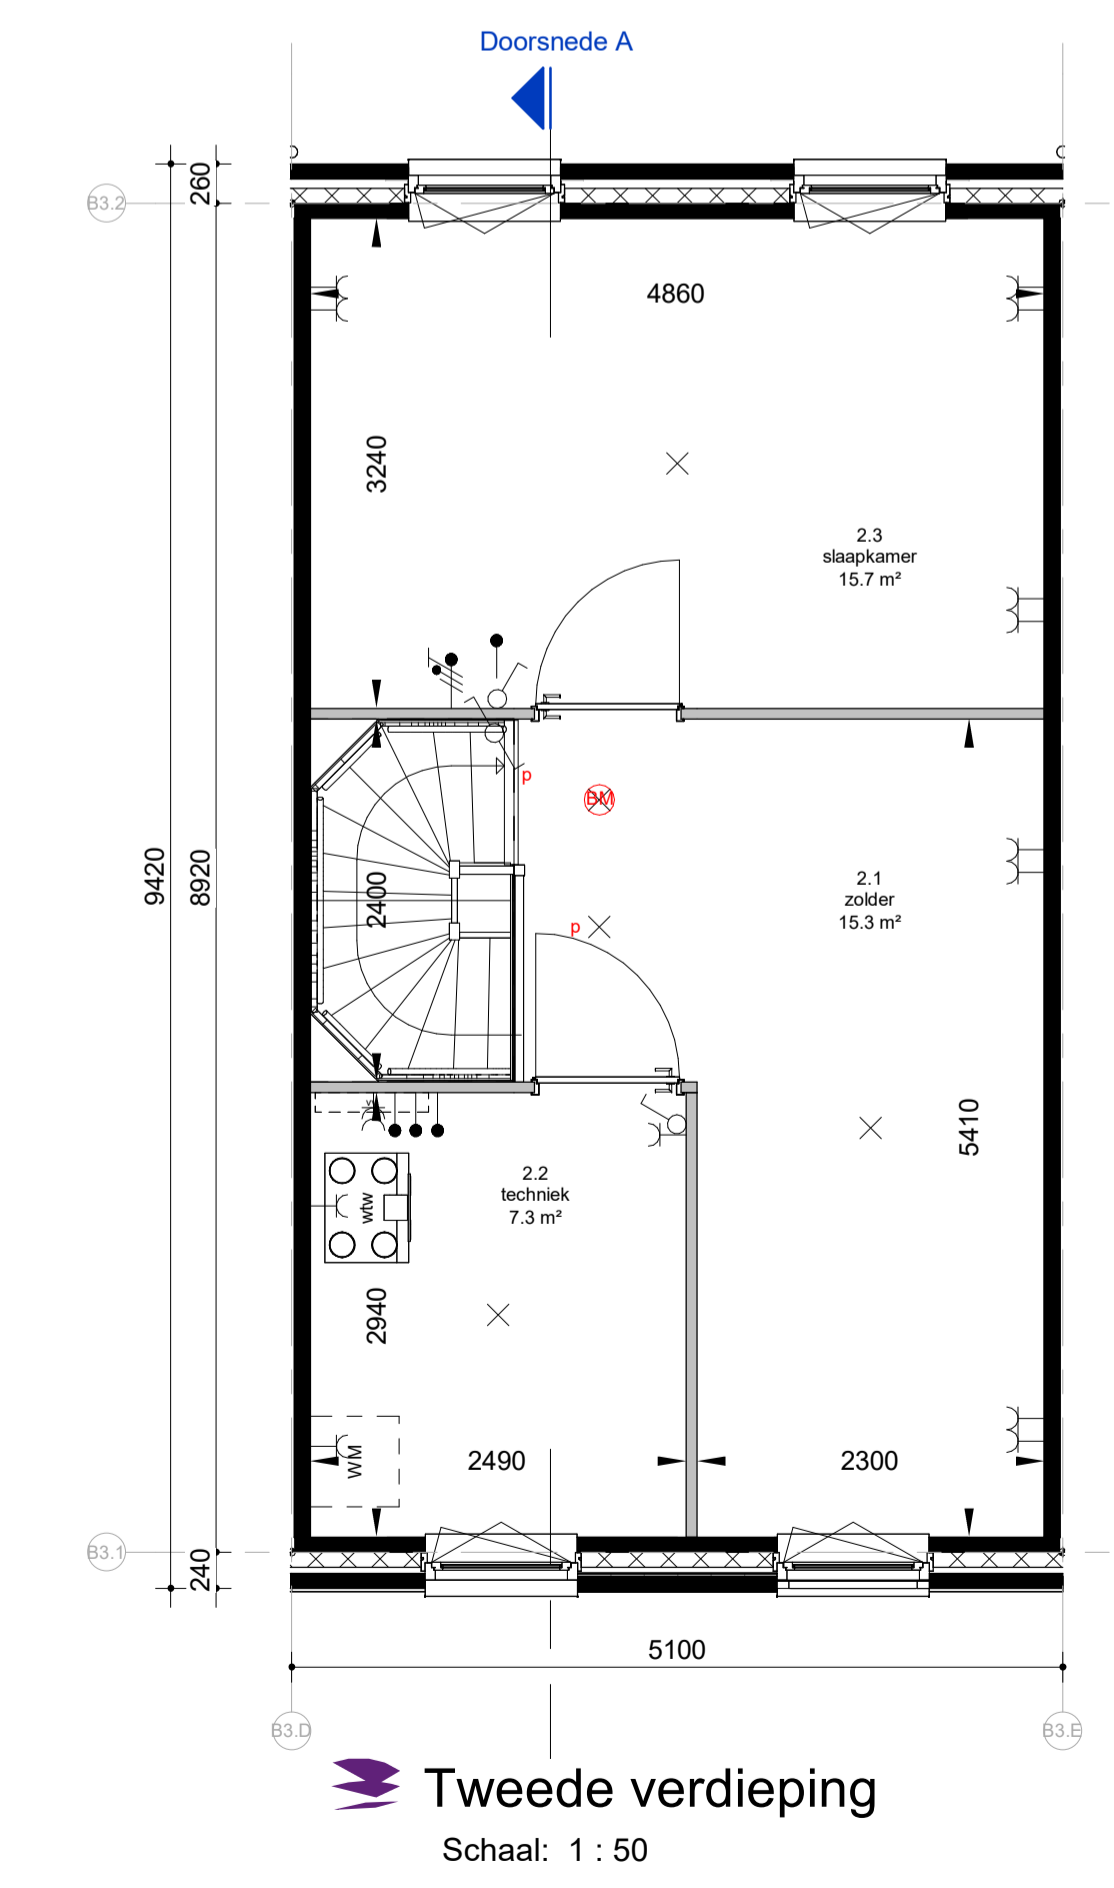 Doorsnede A
260
B3.2
4860
3240
2.3
slaapkamer
15.7 m²
p
BM
2400
2.1
zolder
15.3 m²
p
9420
8920
5410
2.2
techniek
7.3 m²
wtw
2940
WM
2490
2300
B3.1
240
5100
B3.D
B3.E
Tweede verdieping
Schaal: 1 : 50